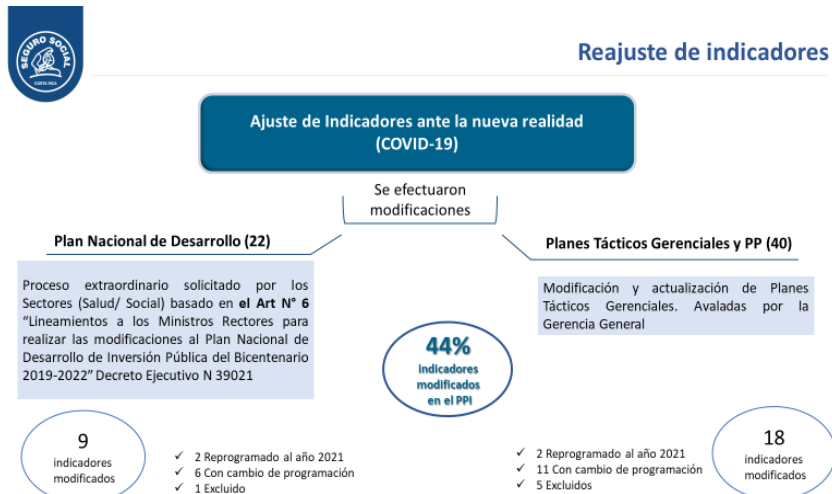 SEGURO SOCIAL
COSTA RICA
Reajuste de indicadores
Ajuste de Indicadores ante la nueva realidad
(COVID-19)
Se efectuaron
modificaciones
Plan Nacional de Desarrollo (22)
Proceso extraordinario solicitado por los
Sectores (Salud/ Social) basado en el Art N° 6
“Lineamientos a los Ministros Rectores para
realizar las modificaciones al Plan Nacional de
Desarrollo de Inversión Pública del Bicentenario
2019-2022” Decreto Ejecutivo N 39021
9
indicadores
modificados
✓ 2 Reprogramado al año 2021
✓ 6 Con cambio de programación
✓ 1 Excluido
44%
indicadores
modificados
en el PPI
Planes Tácticos Gerenciales y PP (40)
Modificación y actualización de Planes
Tácticos Gerenciales. Avaladas por la
Gerencia General
✓ 2 Reprogramado al año 2021
✓ 11 Con cambio de programación
✓ 5 Excluidos
18
indicadores
modificados